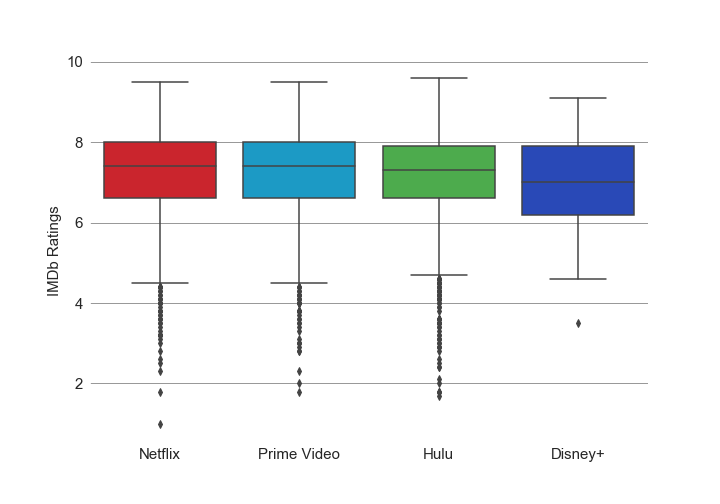 10
8
6
4
2
IMDb Ratings
Netflix
Prime Video
Hulu
Disney+